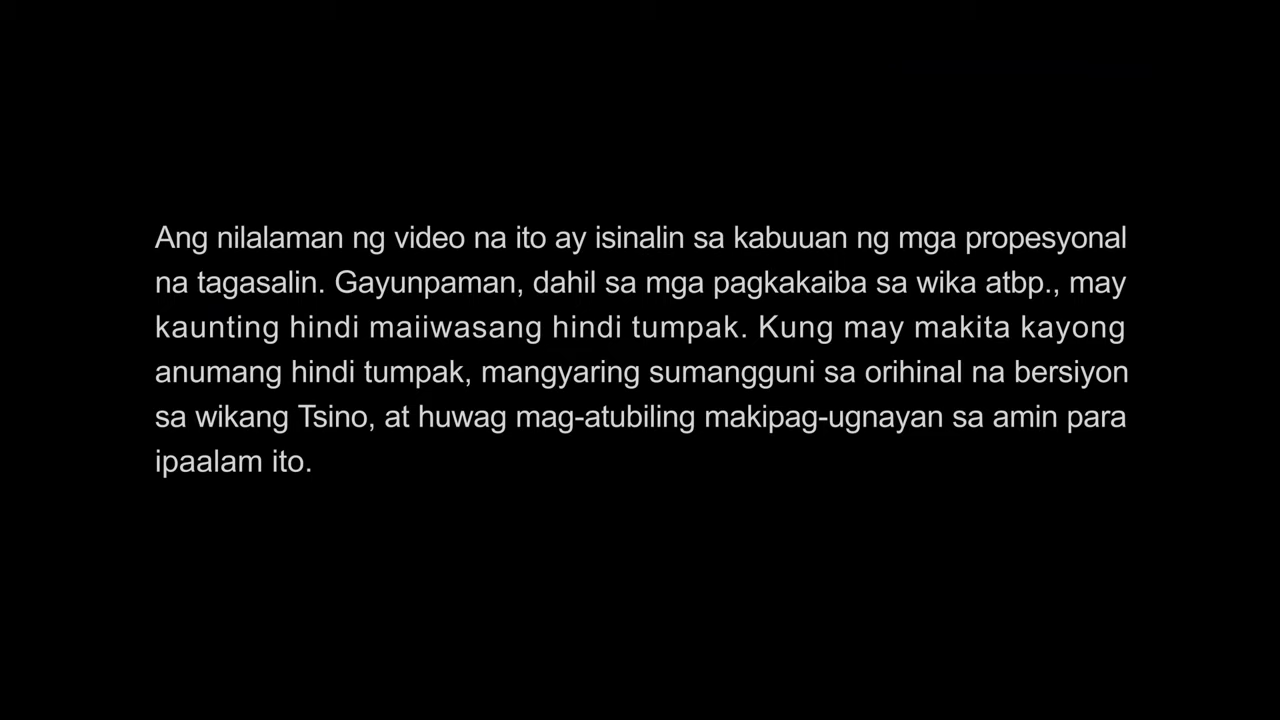 Ang nilalaman ng video na ito ay isinalin sa kabuuan ng mga propesyonal
na tagasalin. Gayunpaman, dahil sa mga pagkakaiba sa wika atbp., may
kaunting hindi maiiwasang hindi tumpak. Kung may makita kayong
anumang hindi tumpak, mangyaring sumangguni sa orihinal na bersiyon
sa wikang Tsino, at huwag mag-atubiling makipag-ugnayan sa amin para
ipaalam ito.